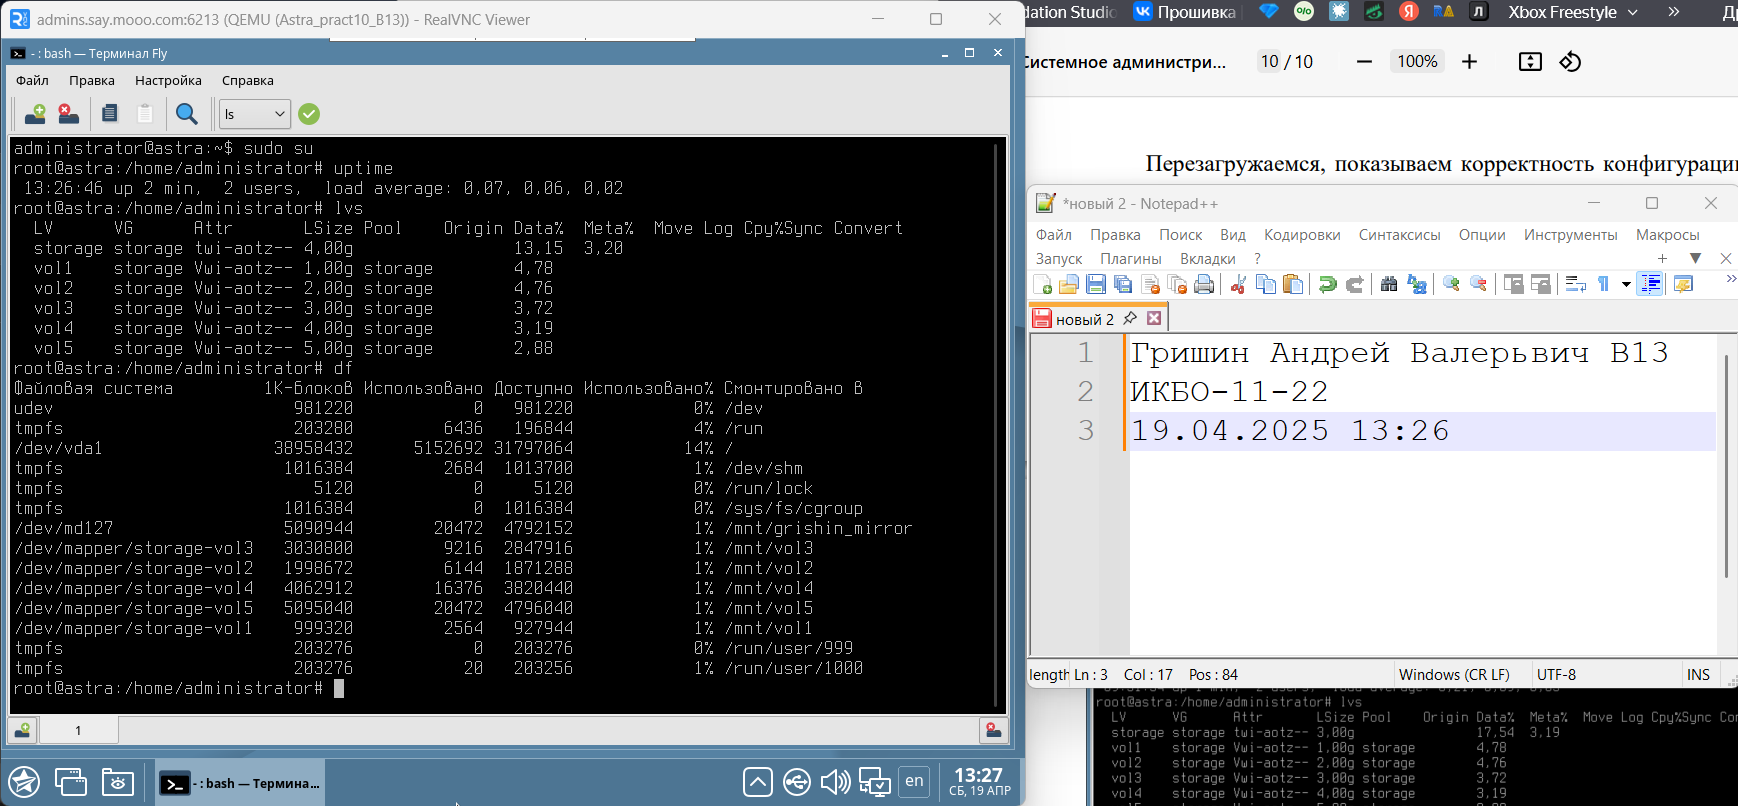 admins.say.mooo.com:6213 (QEMU (Astra_pract10_B13)) - RealVNC Viewer
- : bash — Терминал Fly
Файл Правка Настройка Справка
ls
administrator@astra:~$ sudo su
root@astra:/home/administrator# uptime
13:26:46 up 2 min, 2 users, load average: 0,07, 0,06, 0,02
root@astra:/home/administrator# lvs
LV VG Attr LSize Pool Origin Data% Meta% Move Log Cpy%Sync Convert
storage storage twi-aotz-- 4,00g 13,15 3,20
vol1 storage Vwi-aotz-- 1,00g storage 4,78
vol2 storage Vwi-aotz-- 2,00g storage 4,76
vol3 storage Vwi-aotz-- 3,00g storage 3,72
vol4 storage Vwi-aotz-- 4,00g storage 3,19
vol5 storage Vwi-aotz-- 5,00g storage 2,88
root@astra:/home/administrator# df
Файловая система 1K-блоков Использовано Доступно Использовано% Смонтировано в
udev 981220 0 981220 0% /dev
tmpfs 203280 6436 196844 4% /run
/dev/vda1 38958432 5152692 31797064 14% /
tmpfs 1016384 2684 1013700 1% /dev/shm
tmpfs 5120 0 5120 0% /run/lock
tmpfs 1016384 0 1016384 0% /sys/fs/cgroup
/dev/md127 5090944 20472 4792152 1% /mnt/grishin_mirror
/dev/mapper/storage-vol3 3030800 9216 2847916 1% /mnt/vol3
/dev/mapper/storage-vol2 1998672 6144 1871288 1% /mnt/vol2
/dev/mapper/storage-vol4 4062912 16376 3820440 1% /mnt/vol4
/dev/mapper/storage-vol5 5095040 20472 4796040 1% /mnt/vol5
/dev/mapper/storage-vol1 999320 2564 927944 1% /mnt/vol1
tmpfs 203276 0 203276 0% /run/user/999
tmpfs 203276 20 203256 1% /run/user/1000
root@astra:/home/administrator#
1
- : bash — Термина...
en
13:27
СБ, 19 АПР
dation Studio Прошивка Xbox Freestyle
Системное администри... 10 / 10 100%
Перезагружаемся, показываем корректность конфигураци
*новый 2 - Notepad++
Файл Правка Поиск Вид Кодировки Синтаксисы Опции Инструменты Макросы
Запуск Плагины Вкладки ?
новый 2
1 Гришин Андрей Валерьвич В13
2 ИКБО-11-22
3 19.04.2025 13:26
length Ln : 3 Col : 17 Pos : 84 Windows (CR LF) UTF-8 INS
root@astra:/home/administrator# lvs
LV VG Attr LSize Pool Origin Data% Meta% Move Log Cpy%Sync Con
storage storage twi-aotz-- 3,00g 17,54 3,19
vol1 storage Vwi-aotz-- 1,00g storage 4,78
vol2 storage Vwi-aotz-- 2,00g storage 4,76
vol3 storage Vwi-aotz-- 3,00g storage 3,72
vol4 storage Vwi-aotz-- 4,00g storage 3,19